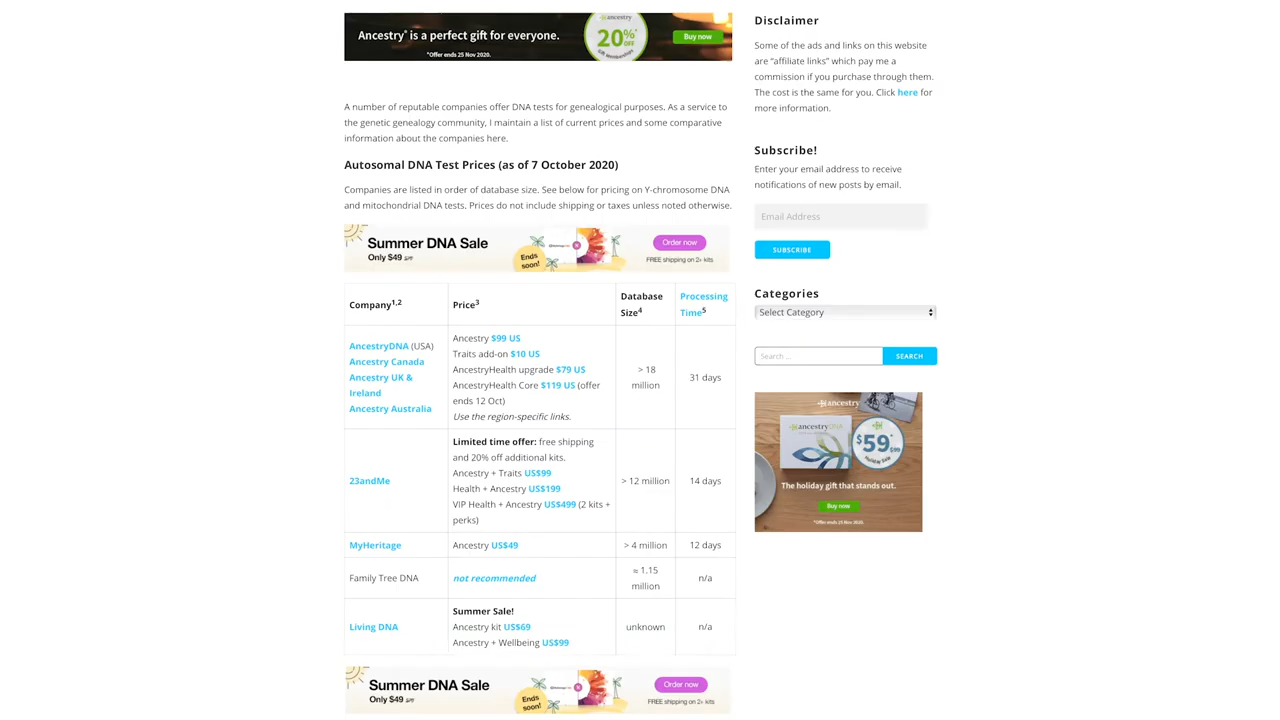 ancestry
Ancestry® is a perfect gift for everyone.
20%* OFF
Gift Memberships
Buy now
*Offer ends 25 Nov 2020.
A number of reputable companies offer DNA tests for genealogical purposes. As a service to
the genetic genealogy community, I maintain a list of current prices and some comparative
information about the companies here.
Autosomal DNA Test Prices (as of 7 October 2020)
Companies are listed in order of database size. See below for pricing on Y-chromosome DNA
and mitochondrial DNA tests. Prices do not include shipping or taxes unless noted otherwise.
Summer DNA Sale
Only $49
Ends
soon!
Order now
FREE shipping on 2+ kits
Company1,2
Price3
Database
Size4
Processing
Time5
AncestryDNA (USA)
Ancestry Canada
Ancestry UK &
Ireland
Ancestry Australia
Ancestry $99 US
Traits add-on $10 US
AncestryHealth upgrade $79 US
AncestryHealth Core $119 US (offer
ends 12 Oct)
Use the region-specific links.
> 18
million
31 days
23andMe
Limited time offer: free shipping
and 20% off additional kits.
Ancestry + Traits US$99
Health + Ancestry US$199
VIP Health + Ancestry US$499 (2 kits +
perks)
> 12 million
14 days
MyHeritage
Ancestry US$49
> 4 million
12 days
Family Tree DNA
not recommended
≈ 1.15
million
n/a
Living DNA
Summer Sale!
Ancestry kit US$69
Ancestry + Wellbeing US$99
unknown
n/a
Summer DNA Sale
Only $49
Ends
soon!
Order now
FREE shipping on 2+ kits
Disclaimer
Some of the ads and links on this website
are “affiliate links” which pay me a
commission if you purchase through them.
The cost is the same for you. Click here for
more information.
Subscribe!
Enter your email address to receive
notifications of new posts by email.
Email Address
SUBSCRIBE
Categories
Select Category
Search ...
SEARCH
ancestry
ancestryDNA
$59*
$99
Holiday Sale
The holiday gift that stands out.
Buy now
*Offer ends 25 Nov 2020.